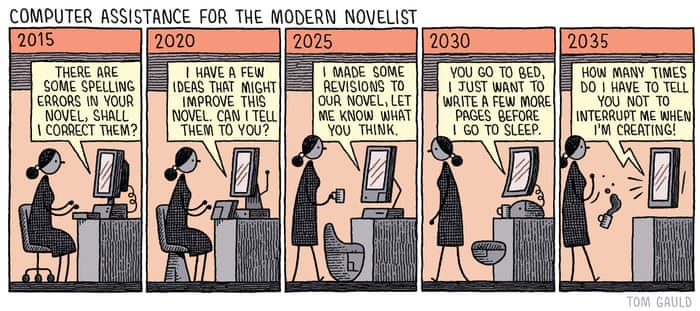 COMPUTER ASSISTANCE FOR THE MODERN NOVELIST
2015
THERE ARE
SOME SPELLING
ERRORS IN YOUR
NOVEL, SHALL
I CORRECT THEM?
2020
I HAVE A FEW
IDEAS THAT MIGHT
IMPROVE THIS
NOVEL. CAN I TELL
THEM TO YOU?
2025
I MADE SOME
REVISIONS TO
OUR NOVEL, LET
ME KNOW WHAT
YOU THINK.
2030
YOU GO TO BED,
I JUST WANT TO
WRITE A FEW MORE
PAGES BEFORE
I GO TO SLEEP.
2035
HOW MANY TIMES
DO I HAVE TO TELL
YOU NOT TO
INTERRUPT ME WHEN
I'M CREATING!
TOM GAULD